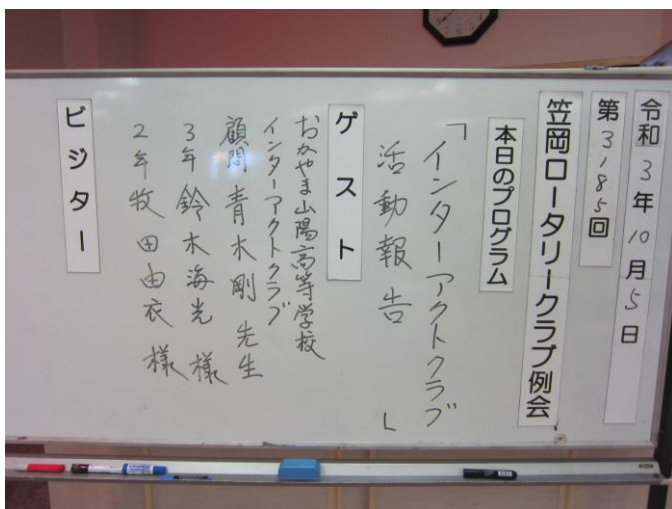 令和3年10月5日
第3185回
笠岡ロータリークラブ例会
本日のプログラム
「インターアクトクラブ
活動報告」
ゲスト
おかやま山陽高等学校
インターアクトクラブ
顧問青木剛先生
3年鈴木海光様
2年牧田由衣様
ビジター